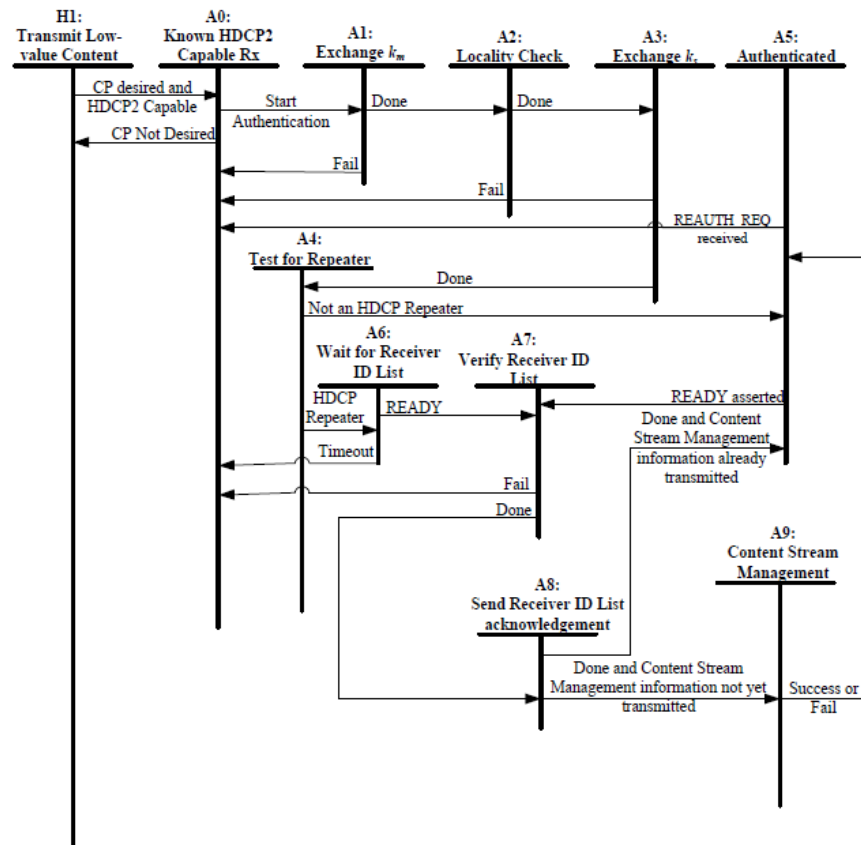 H1:
Transmit Low-
value Content
A0:
Known HDCP2
Capable Rx
A1:
Exchange km
A2:
Locality Check
A3:
Exchange ks
A5:
Authenticated
CP desired and
HDCP2 Capable
Start
Authentication
Done
Done
CP Not Desired
Fail
Fail
REAUTH_REQ
received
A4:
Test for Repeater
Done
Not an HDCP Repeater
A6:
Wait for Receiver
ID List
A7:
Verify Receiver ID
List
HDCP
Repeater
READY
READY asserted
Done and Content
Stream Management
information already
transmitted
Timeout
Fail
Done
A9:
Content Stream
Management
A8:
Send Receiver ID List
acknowledgement
Done and Content Stream
Management information not yet
transmitted
Success or
Fail